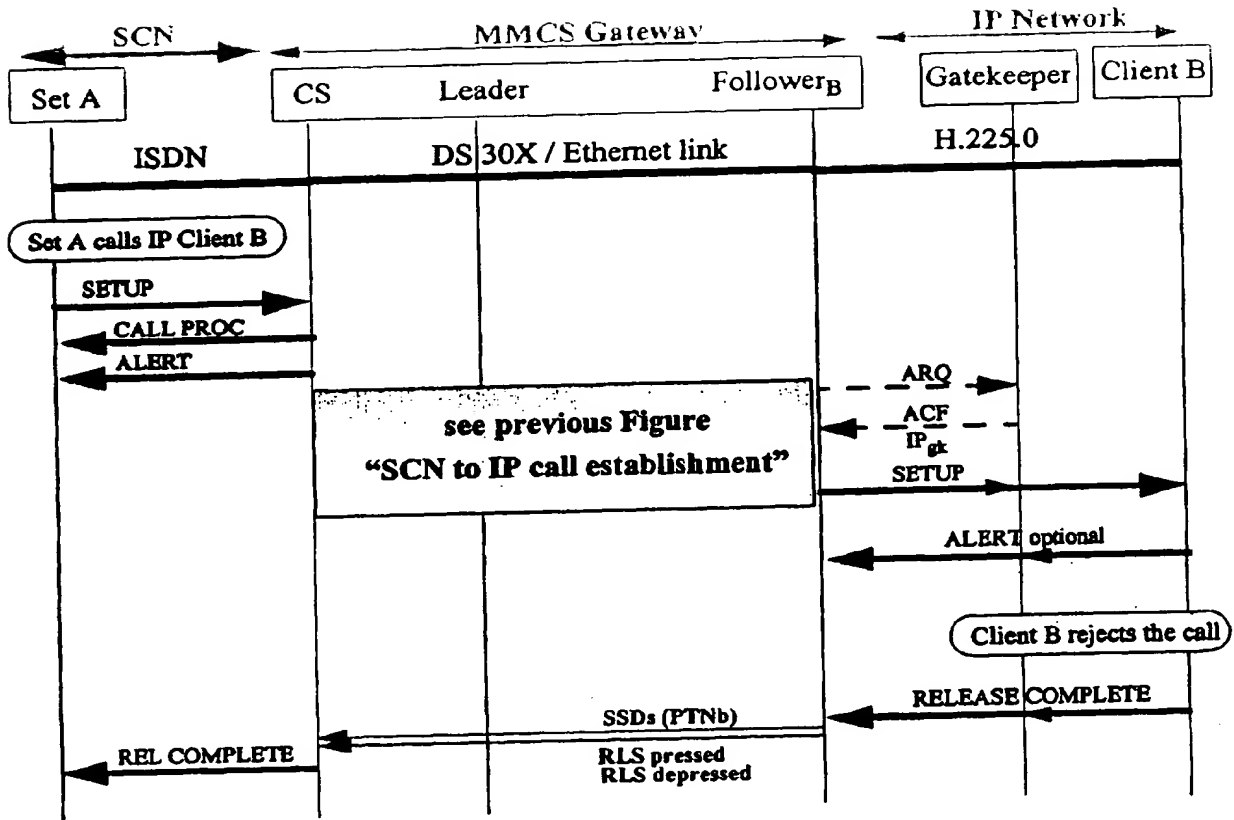 SCN
MMCS Gateway
IP Network
Set A
CS
Leader
FollowerB
Gatekeeper
Client B
ISDN
DS 30X / Ethernet link
H.225.0
Set A calls IP Client B
SETUP
CALL PROC
ALERT
ARQ
see previous Figure
ACF
IPgk
“SCN to IP call establishment”
SETUP
ALERT optional
Client B rejects the call
RELEASE COMPLETE
SSDs (PTNb)
REL COMPLETE
RLS pressed
RLS depressed